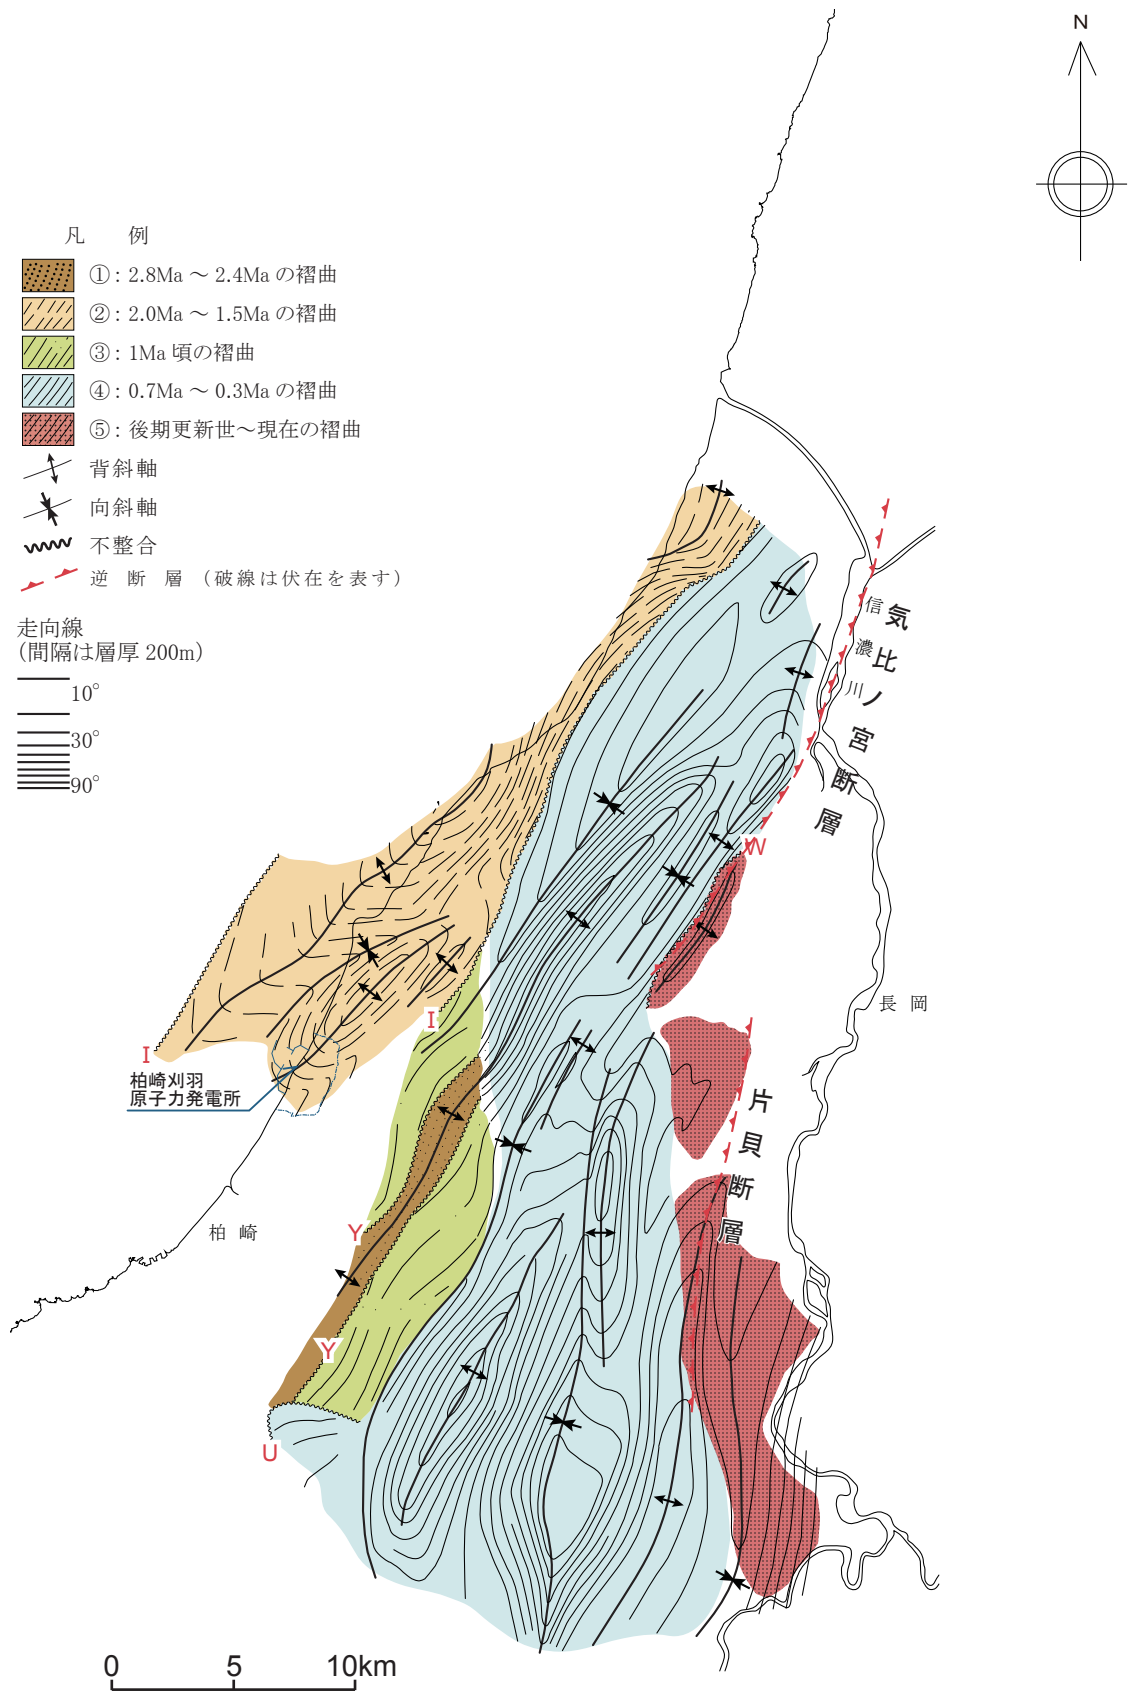 N
凡 例
①: 2.8Ma ～ 2.4Ma の褶曲
②: 2.0Ma ～ 1.5Ma の褶曲
③: 1Ma 頃の褶曲
④: 0.7Ma ～ 0.3Ma の褶曲
⑤: 後期更新世～現在の褶曲
背斜軸
向斜軸
不整合
逆 断 層 (破線は伏在を表す)
走向線
(間隔は層厚 200m)
10°
30°
90°
信濃川
気比ノ宮断層
W
長 岡
I
I
柏崎刈羽
原子力発電所
片貝断層
柏 崎
Y
Y
U
0 5 10km